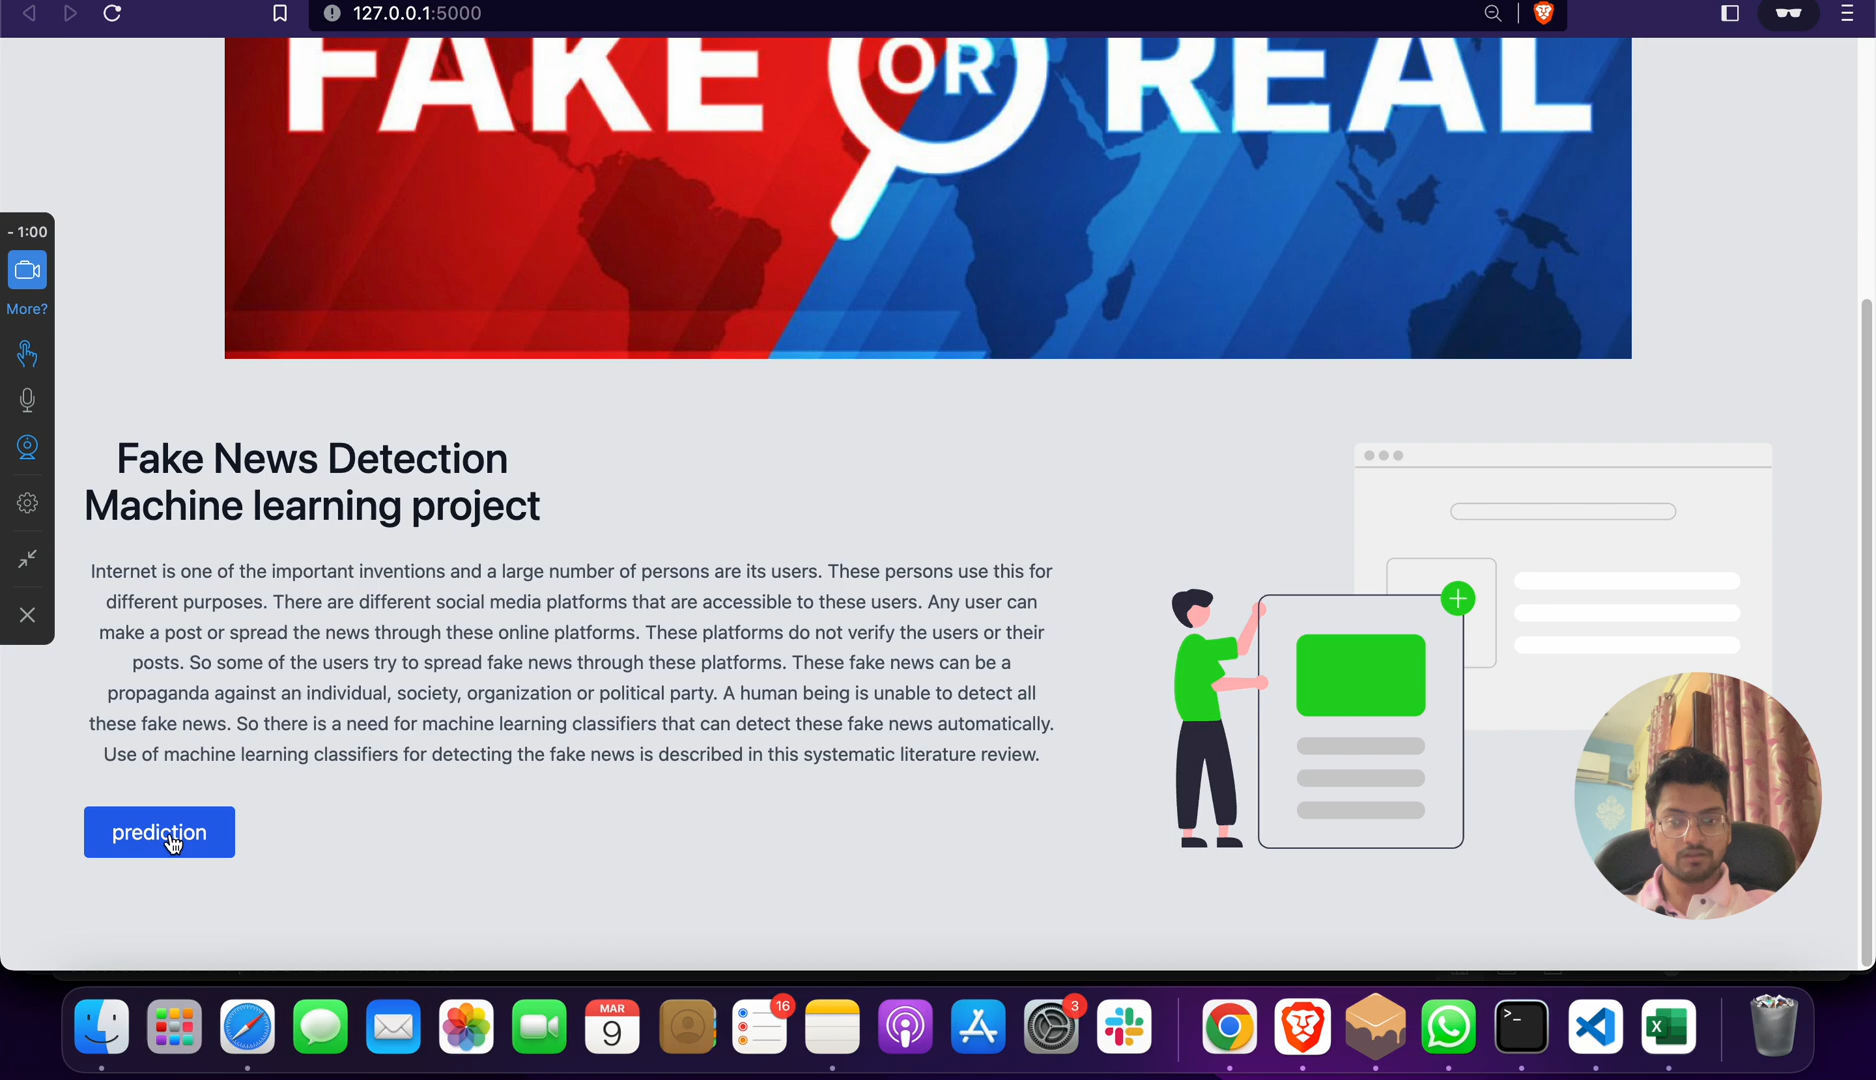 127.0.0.1:5000
FAKE OR REAL
- 1:00
More?
Fake News Detection
Machine learning project
Internet is one of the important inventions and a large number of persons are its users. These persons use this for
different purposes. There are different social media platforms that are accessible to these users. Any user can
make a post or spread the news through these online platforms. These platforms do not verify the users or their
posts. So some of the users try to spread fake news through these platforms. These fake news can be a
propaganda against an individual, society, organization or political party. A human being is unable to detect all
these fake news. So there is a need for machine learning classifiers that can detect these fake news automatically.
Use of machine learning classifiers for detecting the fake news is described in this systematic literature review.
prediction
MAR
9
16
3
>_
X